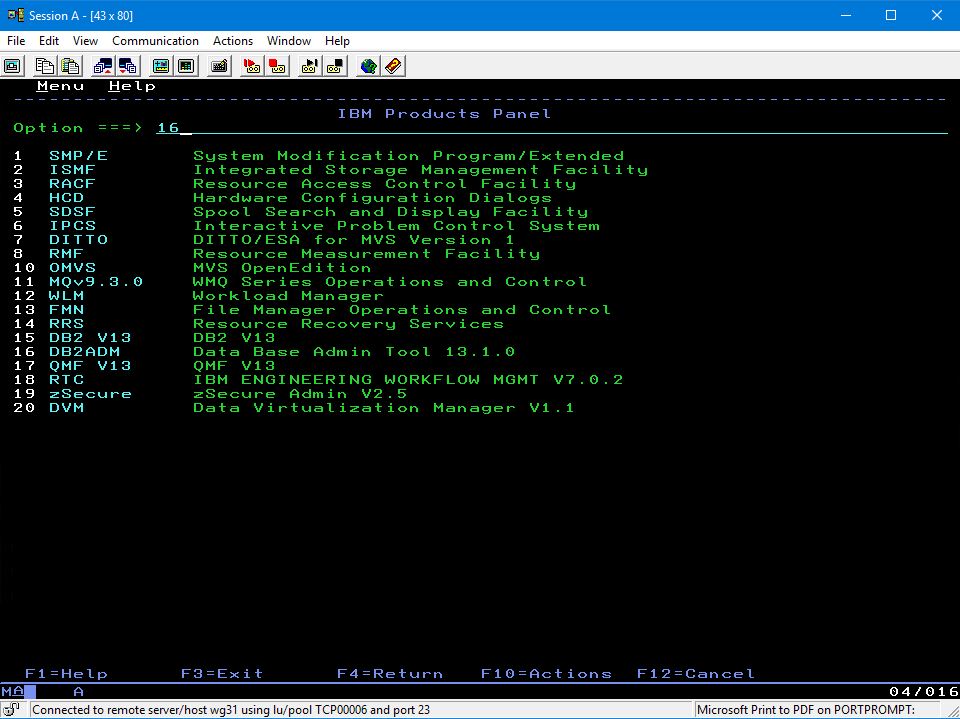 Session A - [43 x 80]
File Edit View Communication Actions Window Help
Menu Help
IBM Products Panel
Option ===> 16_
1 SMP/E System Modification Program/Extended
2 ISMF Integrated Storage Management Facility
3 RACF Resource Access Control Facility
4 HCD Hardware Configuration Dialogs
5 SDSF Spool Search and Display Facility
6 IPCS Interactive Problem Control System
7 DITTO DITTO/ESA for MVS Version 1
8 RMF Resource Measurement Facility
10 OMVS MVS OpenEdition
11 MQv9.3.0 WMQ Series Operations and Control
12 WLM Workload Manager
13 FMN File Manager Operations and Control
14 RRS Resource Recovery Services
15 DB2 V13 DB2 V13
16 DB2ADM Data Base Admin Tool 13.1.0
17 QMF V13 QMF V13
18 RTC IBM ENGINEERING WORKFLOW MGMT V7.0.2
19 zSecure zSecure Admin V2.5
20 DVM Data Virtualization Manager V1.1
F1=Help F3=Exit F4=Return F10=Actions F12=Cancel
MA A 04/016
Connected to remote server/host wg31 using lu/pool TCP00006 and port 23 Microsoft Print to PDF on PORTPROMPT: